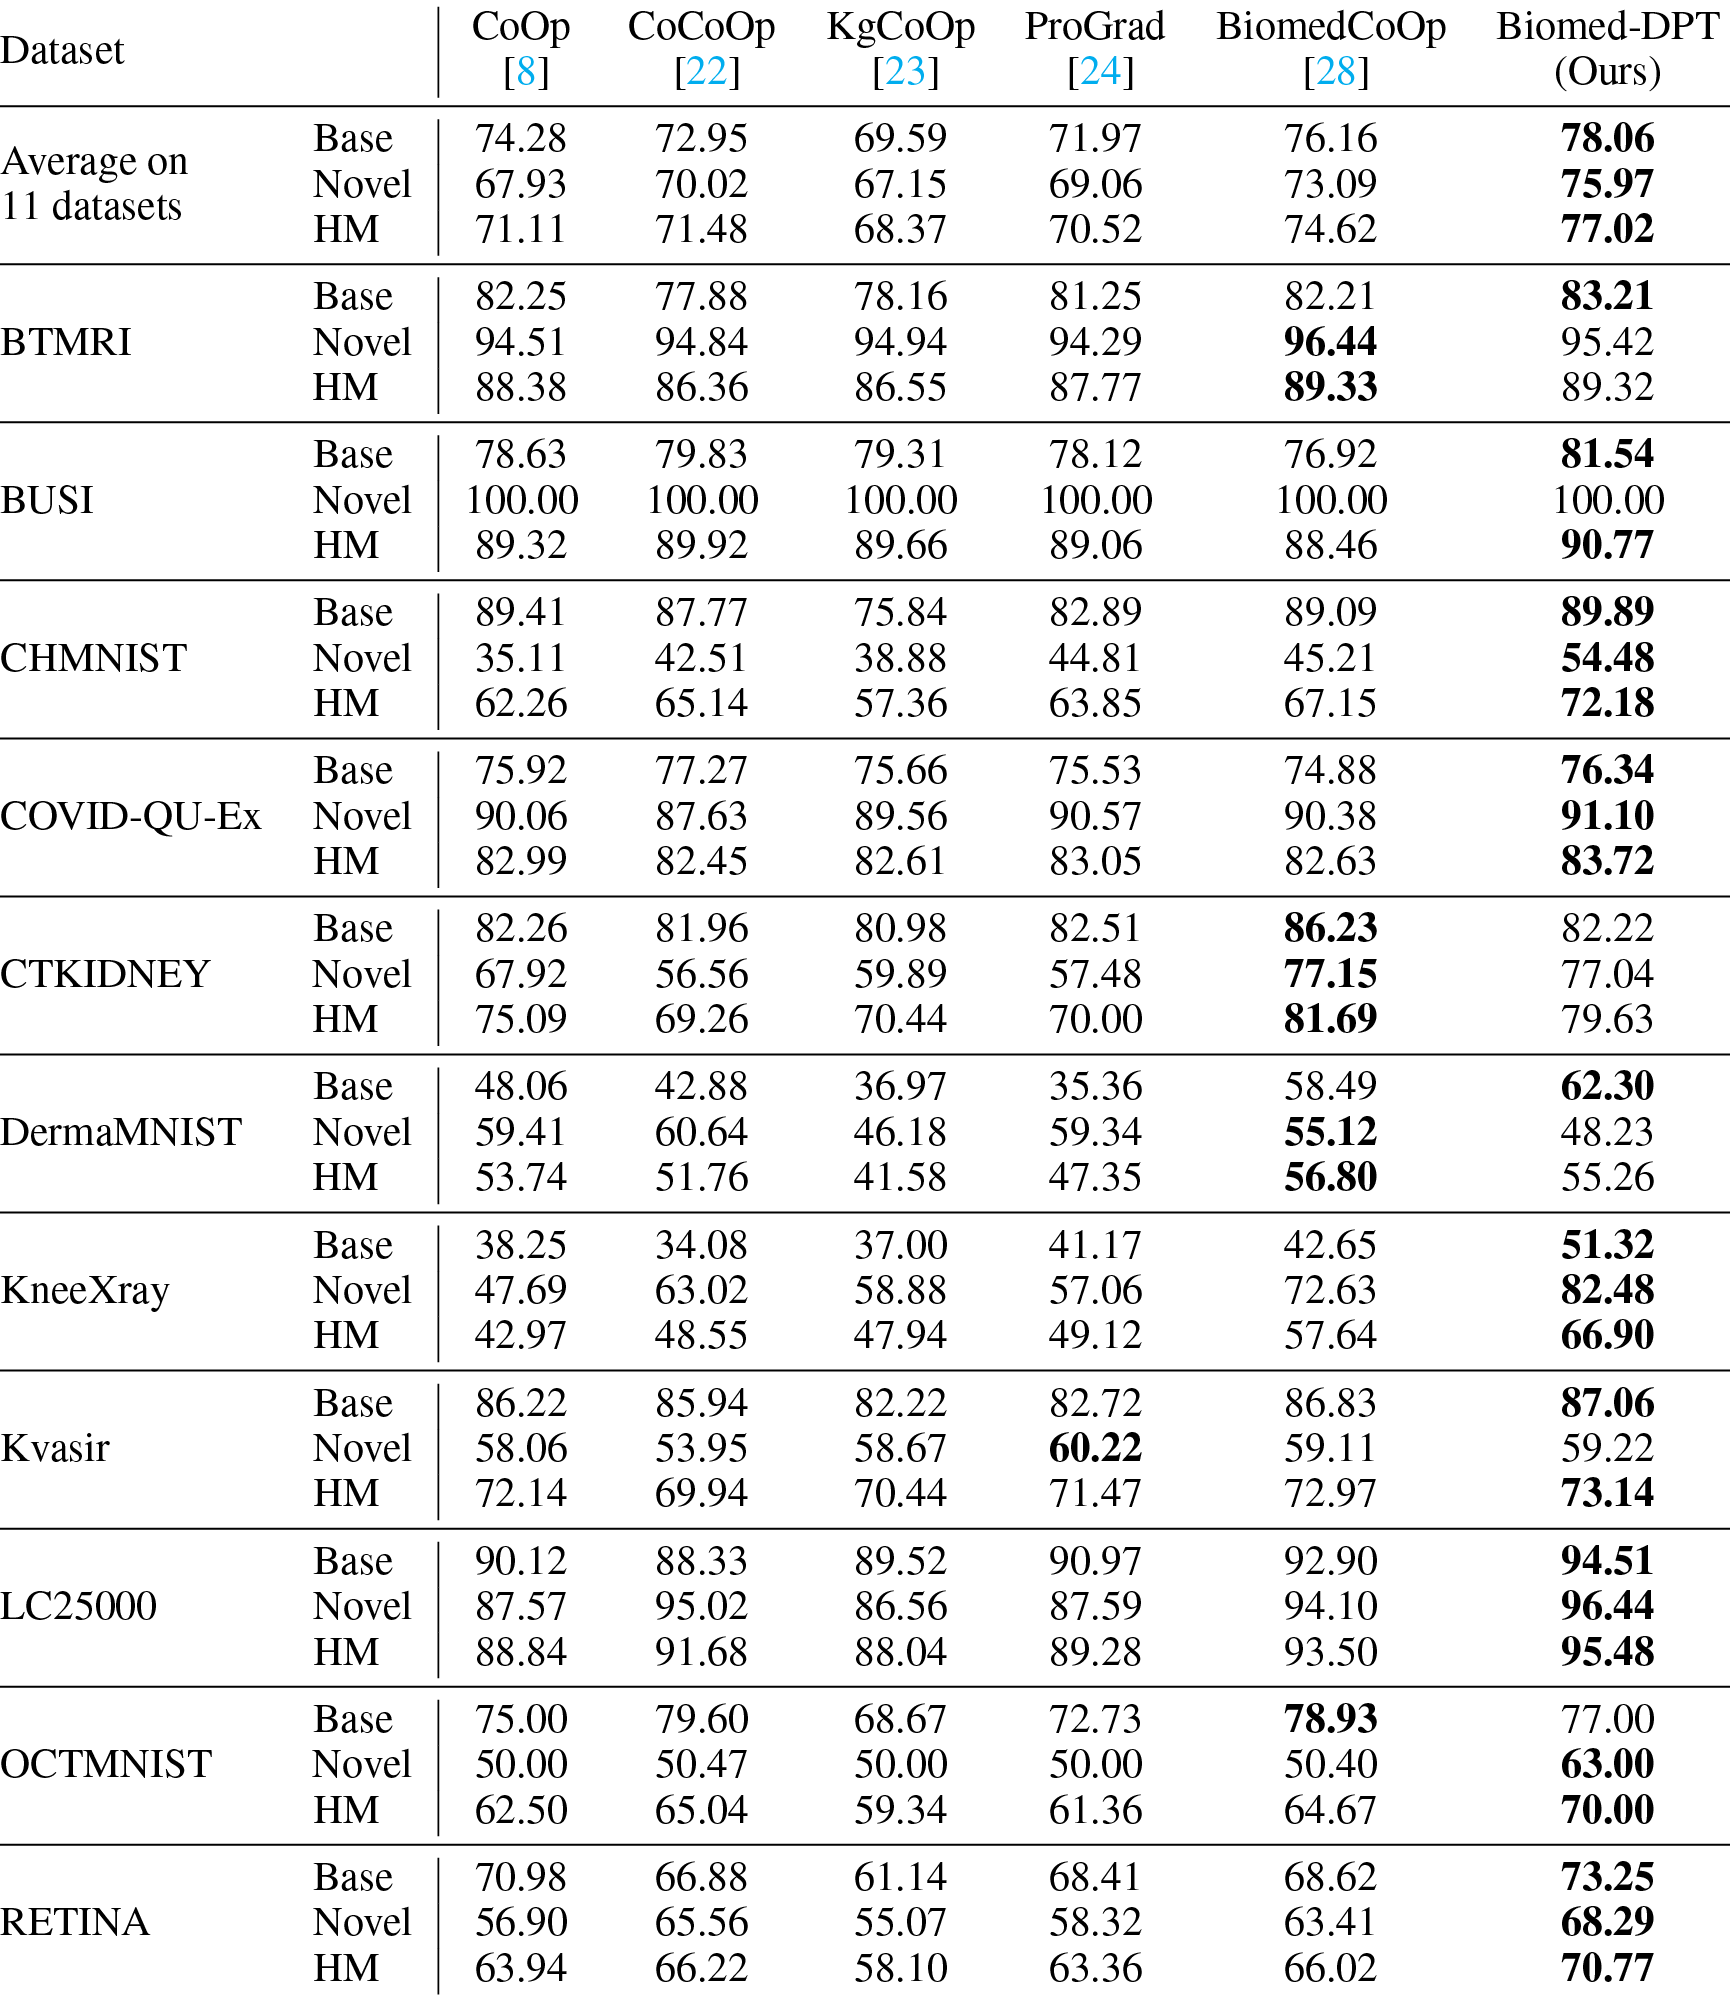 Dataset CoOp CoCoOp KgCoOp ProGrad BiomedCoOp Biomed-DPT
[8] [22] [23] [24] [28] (Ours)
Average on 11 datasets
Base 74.28 72.95 69.59 71.97 76.16 78.06
Novel 67.93 70.02 67.15 69.06 73.09 75.97
HM 71.11 71.48 68.37 70.52 74.62 77.02
BTMRI
Base 82.25 77.88 78.16 81.25 82.21 83.21
Novel 94.51 94.84 94.94 94.29 96.44 95.42
HM 88.38 86.36 86.55 87.77 89.33 89.32
BUSI
Base 78.63 79.83 79.31 78.12 76.92 81.54
Novel 100.00 100.00 100.00 100.00 100.00 100.00
HM 89.32 89.92 89.66 89.06 88.46 90.77
CHMNIST
Base 89.41 87.77 75.84 82.89 89.09 89.89
Novel 35.11 42.51 38.88 44.81 45.21 54.48
HM 62.26 65.14 57.36 63.85 67.15 72.18
COVID-QU-Ex
Base 75.92 77.27 75.66 75.53 74.88 76.34
Novel 90.06 87.63 89.56 90.57 90.38 91.10
HM 82.99 82.45 82.61 83.05 82.63 83.72
CTKIDNEY
Base 82.26 81.96 80.98 82.51 86.23 82.22
Novel 67.92 56.56 59.89 57.48 77.15 77.04
HM 75.09 69.26 70.44 70.00 81.69 79.63
DermaMNIST
Base 48.06 42.88 36.97 35.36 58.49 62.30
Novel 59.41 60.64 46.18 59.34 55.12 48.23
HM 53.74 51.76 41.58 47.35 56.80 55.26
KneeXray
Base 38.25 34.08 37.00 41.17 42.65 51.32
Novel 47.69 63.02 58.88 57.06 72.63 82.48
HM 42.97 48.55 47.94 49.12 57.64 66.90
Kvasir
Base 86.22 85.94 82.22 82.72 86.83 87.06
Novel 58.06 53.95 58.67 60.22 59.11 59.22
HM 72.14 69.94 70.44 71.47 72.97 73.14
LC25000
Base 90.12 88.33 89.52 90.97 92.90 94.51
Novel 87.57 95.02 86.56 87.59 94.10 96.44
HM 88.84 91.68 88.04 89.28 93.50 95.48
OCTMNIST
Base 75.00 79.60 68.67 72.73 78.93 77.00
Novel 50.00 50.47 50.00 50.00 50.40 63.00
HM 62.50 65.04 59.34 61.36 64.67 70.00
RETINA
Base 70.98 66.88 61.14 68.41 68.62 73.25
Novel 56.90 65.56 55.07 58.32 63.41 68.29
HM 63.94 66.22 58.10 63.36 66.02 70.77